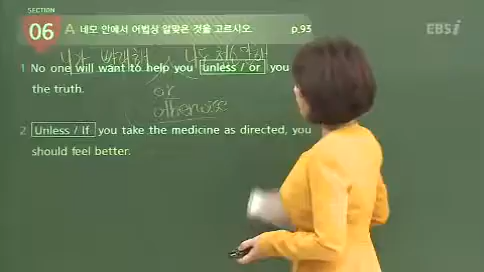 SECTION
06 A 네모 안에서 어법상 알맞은 것을 고르시오. p.93
EBSi
1 No one will want to help you unless / or you
the truth.
or
otherwise
2 Unless / If you take the medicine as directed, you
should feel better.